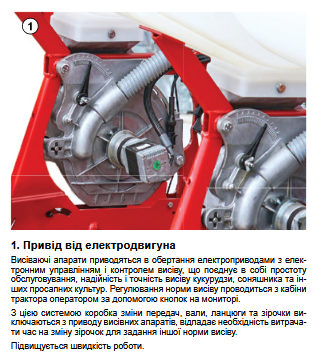 1
1. Привід від електродвигуна
Висіваючі апарати приводяться в обертання електроприводами з елек-
тронним управлінням і контролем висіву, що поєднує в собі простоту
обслуговування, надійність і точність висіву кукурудзи, соняшника та ін-
ших просапних культур. Регулювання норми висіву проводиться з кабіни
трактора оператором за допомогою кнопок на мониторі.
З цією системою коробка зміни передач, вали, ланцюги та зірочки ви-
ключаються з приводу висівних апаратів, відпадає необхідність витрача-
ти час на зміну зірочок для задання іншої норми висіву.
Підвищується швидкість роботи.